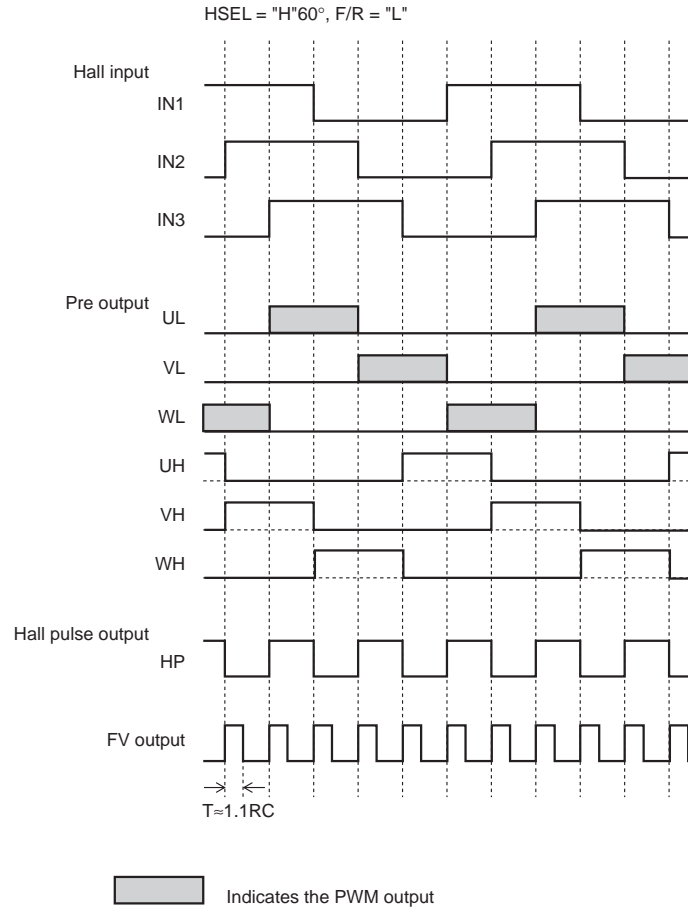 HSEL = "H"60°, F/R = "L"
Hall input
IN1
IN2
IN3
Pre output
UL
VL
WL
UH
VH
WH
Hall pulse output
HP
FV output
T≈1.1RC
Indicates the PWM output